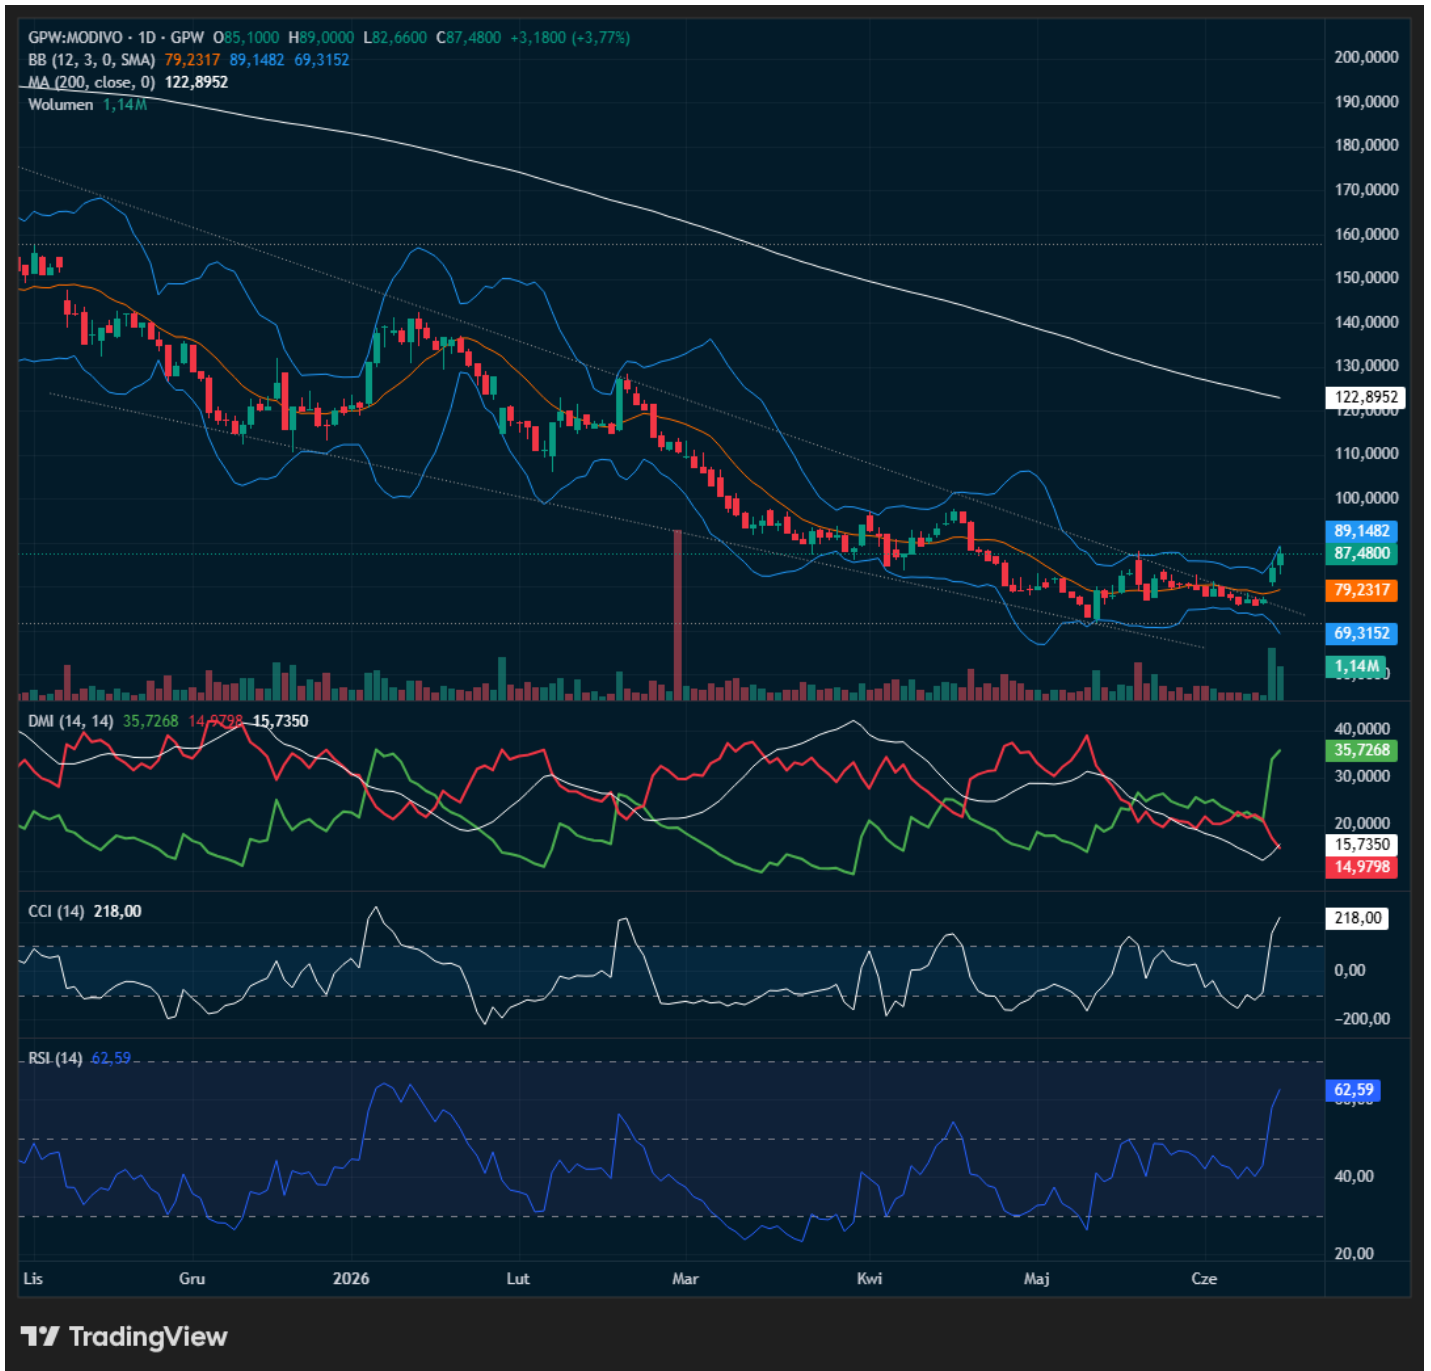 GPW:MODIVO · 1D · GPW O85,1000 H89,0000 L82,6600 C87,4800 +3,1800 (+3,77%)
BB (12, 3, 0, SMA) 79,2317 89,1482 69,3152
MA (200, close, 0) 122,8952
Wolumen 1,14M
200,0000
190,0000
180,0000
170,0000
160,0000
150,0000
140,0000
130,0000
122,8952
120,0000
110,0000
100,0000
89,1482
87,4800
79,2317
69,3152
1,14M
DMI (14, 14) 35,7268 14,9798 15,7350
40,0000
35,7268
30,0000
20,0000
15,7350
14,9798
CCI (14) 218,00
218,00
0,00
−200,00
RSI (14) 62,59
62,59
40,00
20,00
Lis Gru 2026 Lut Mar Kwi Maj Cze
TradingView